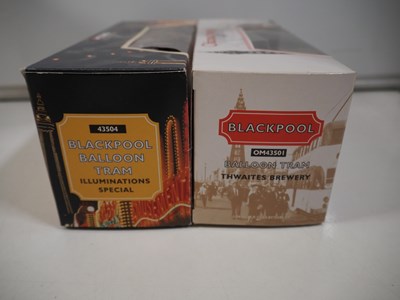 43504
BLACKPOOL
BALLOON
TRAM
ILLUMINATIONS
SPECIAL
BLACKPOOL
OM43501
BALLOON TRAM
THWAITES BREWERY